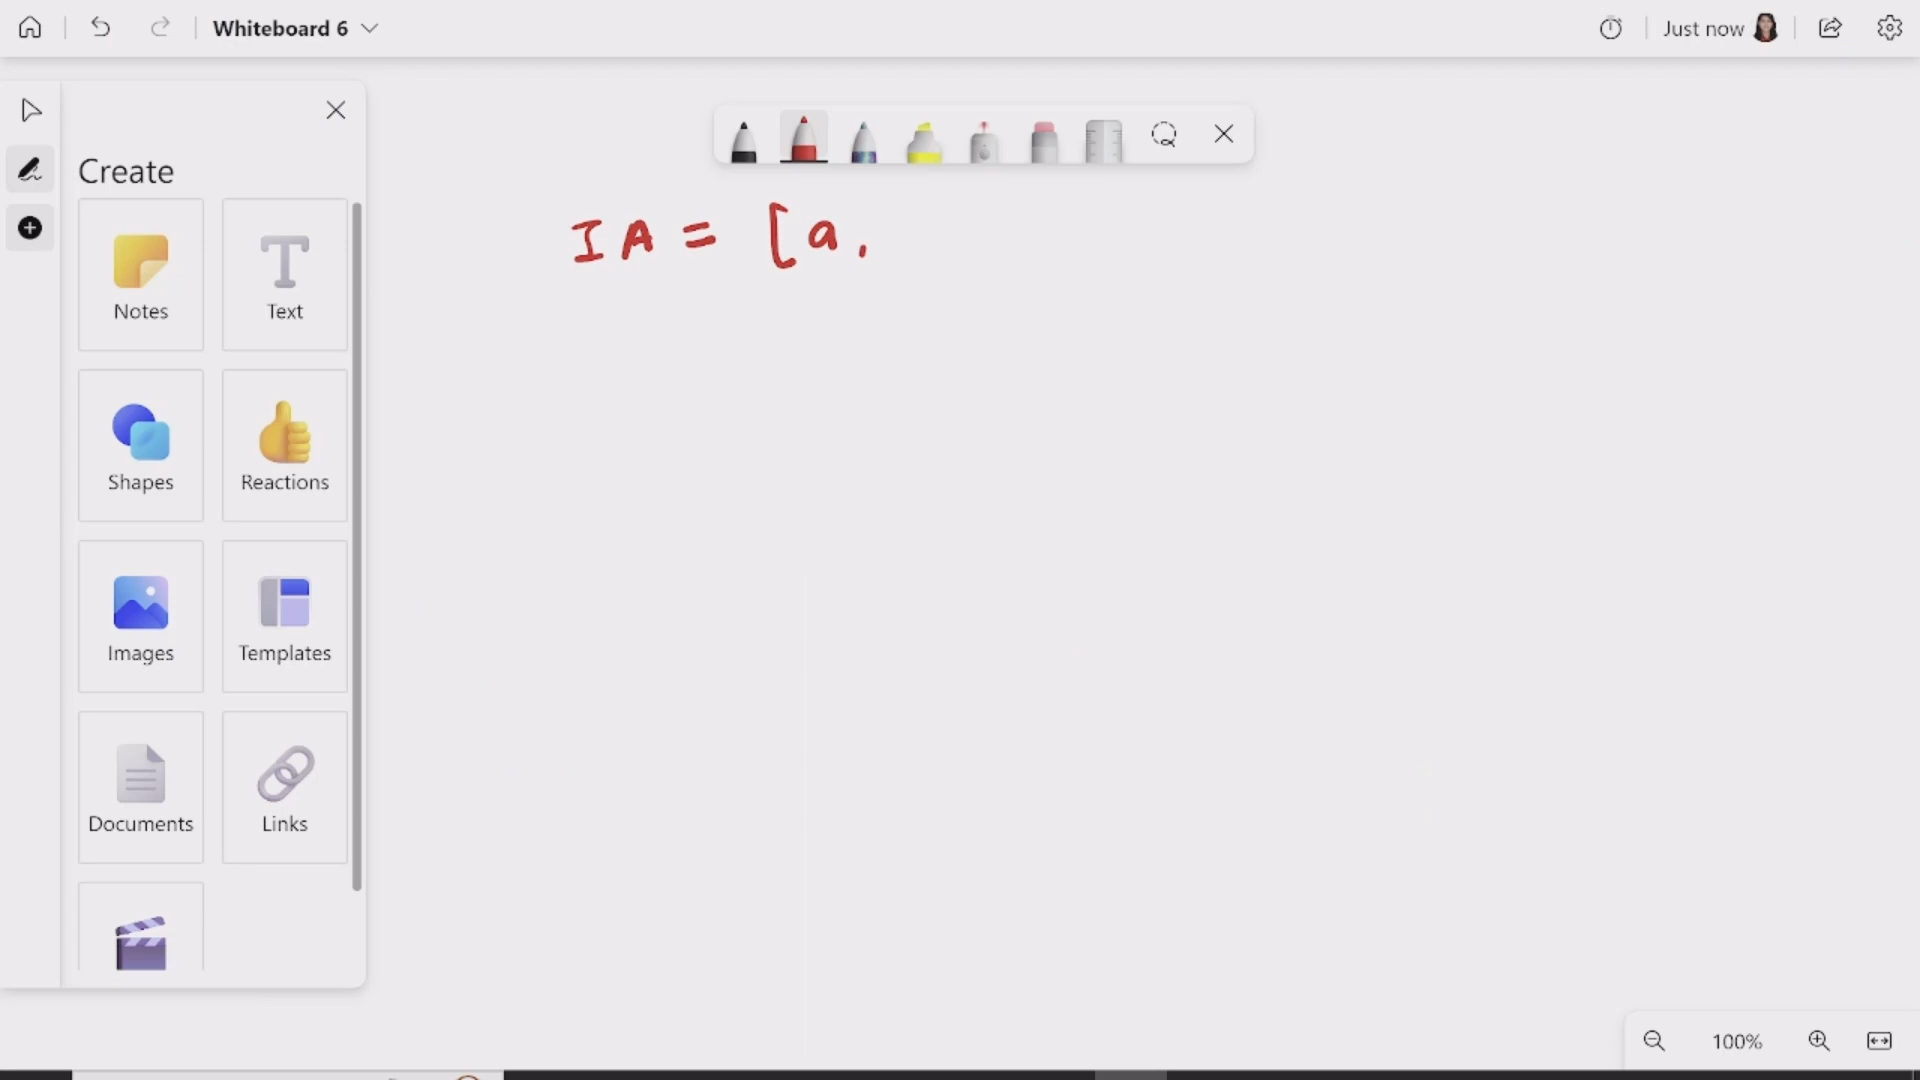 Whiteboard 6
Just now
Create
IA = [a,
Notes
Text
Shapes
Reactions
Images
Templates
Documents
Links
100%